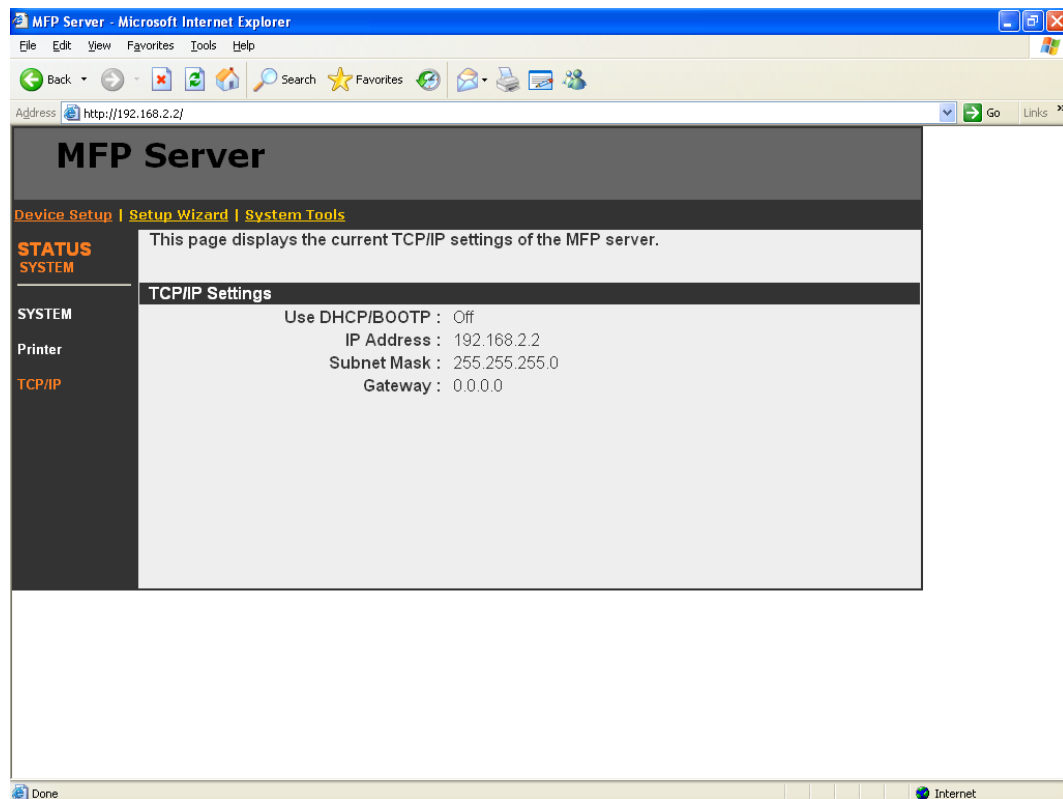 MFP Server - Microsoft Internet Explorer
File Edit View Favorites Tools Help
Back Search Favorites
Address http://192.168.2.2/ Go Links »
MFP Server
Device Setup | Setup Wizard | System Tools
STATUS
SYSTEM
SYSTEM
Printer
TCP/IP
This page displays the current TCP/IP settings of the MFP server.
TCP/IP Settings
Use DHCP/BOOTP : Off
IP Address : 192.168.2.2
Subnet Mask : 255.255.255.0
Gateway : 0.0.0.0
Done Internet